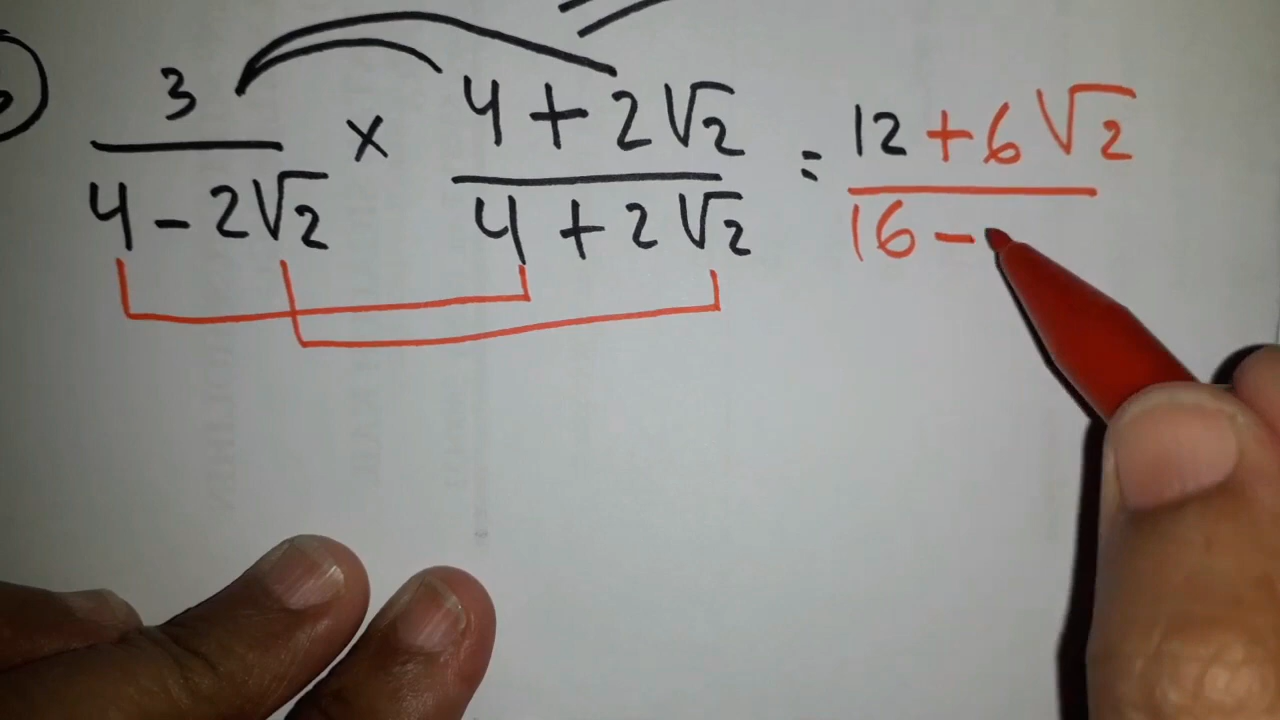 3 / (4 - 2√2) × (4 + 2√2) / (4 + 2√2) = (12 + 6√2) / (16 -